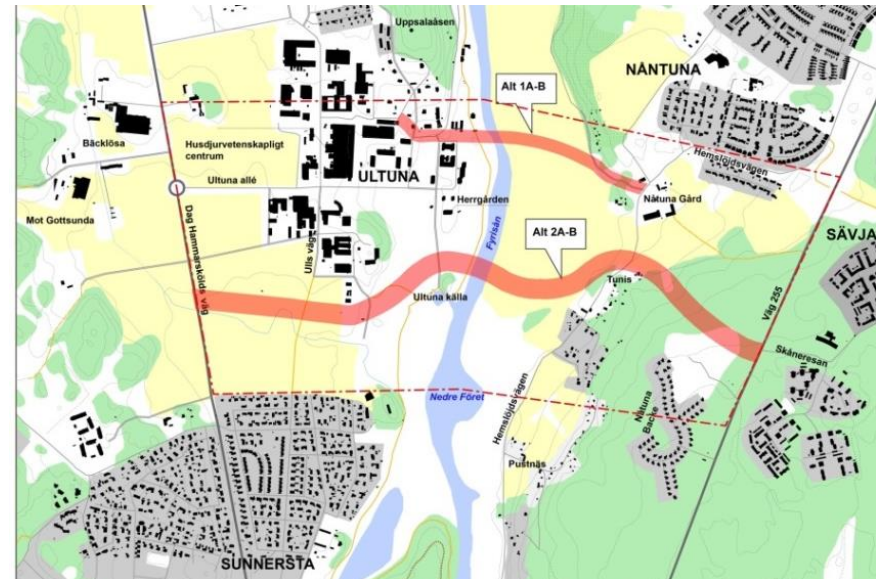 Uppsalaåsen
NÅNTUNA
Alt 1A-B
Bäcklösa
Husdjurvetenskapligt
centrum
Hemslöjdsvägen
ULTUNA
Ultuna allé
Herrgården
Nåtuna Gård
Mot Gottsunda
Dag Hammarskölds väg
Ulls väg
Fyrisån
Alt 2A-B
SÄVJA
Tunis
Ultuna källa
Väg 255
Skåneresan
Nedre Föret
Hemslöjdsvägen
Nåtuna
Backe
Pustnäs
SUNNERSTA